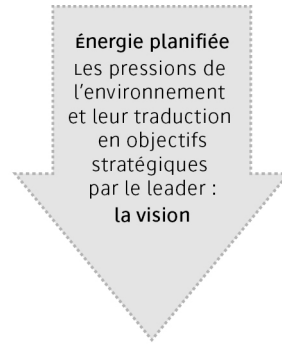 Énergie planifiée
Les pressions de
l'environnement
et leur traduction
en objectifs
stratégiques
par le leader :
la vision